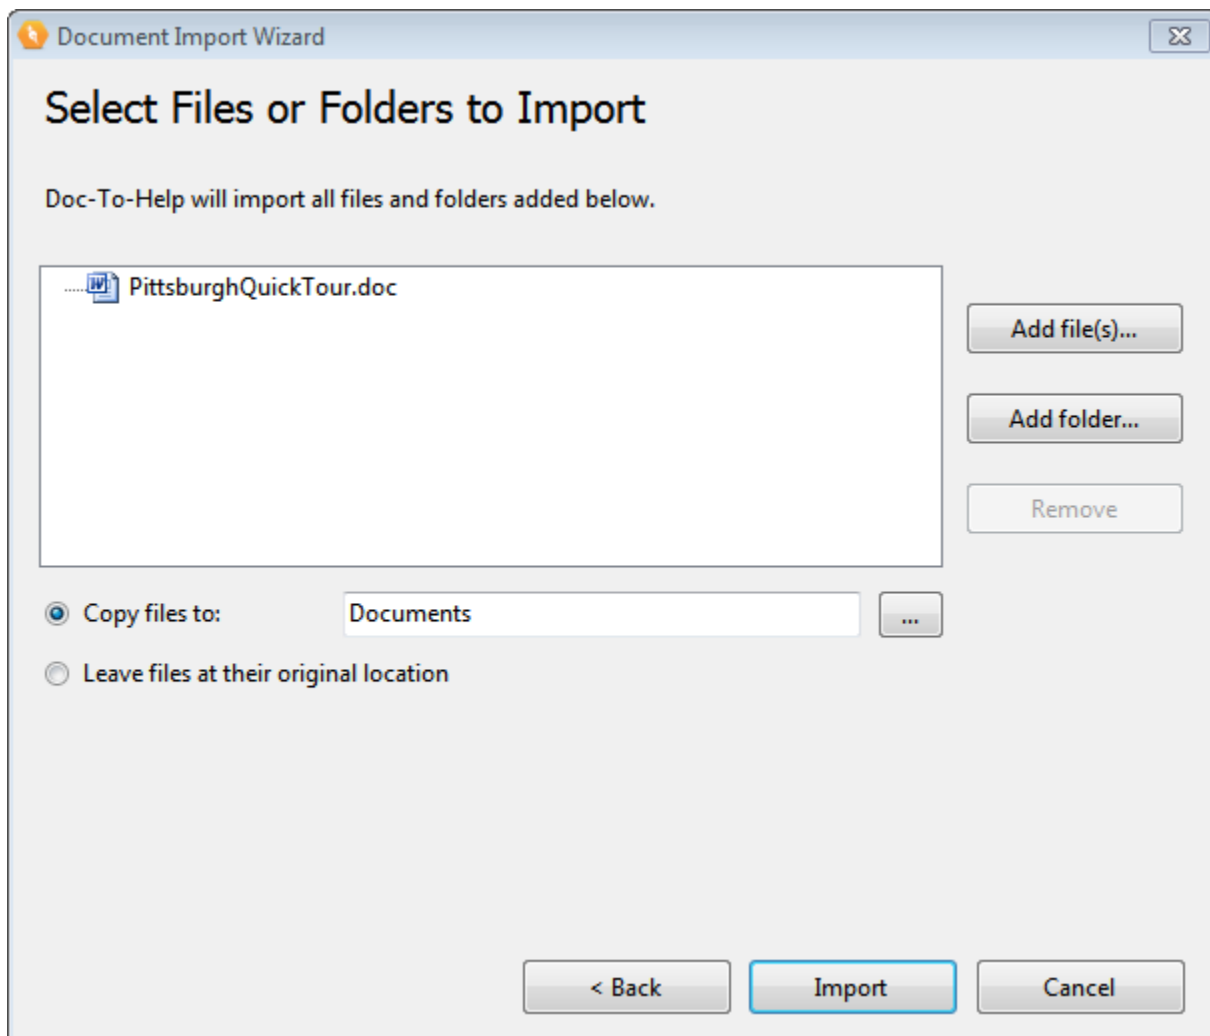 Document Import Wizard
Select Files or Folders to Import
Doc-To-Help will import all files and folders added below.
PittsburghQuickTour.doc
Add file(s)...
Add folder...
Remove
Copy files to:
Documents
...
Leave files at their original location
< Back
Import
Cancel